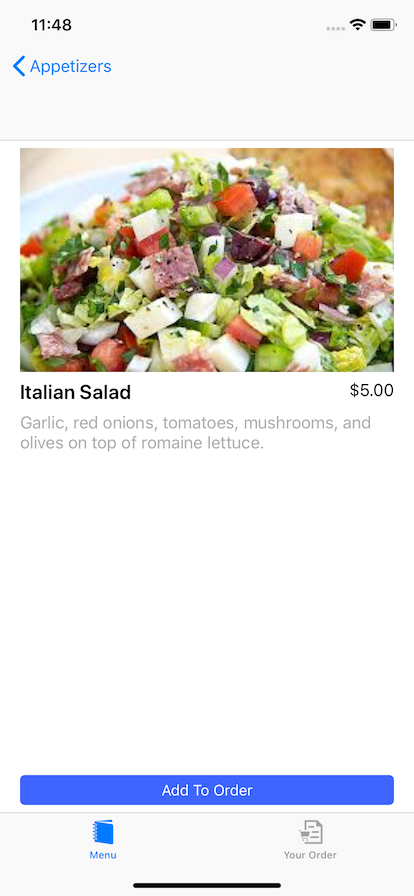 11:48
Appetizers
Italian Salad
$5.00
Garlic, red onions, tomatoes, mushrooms, and
olives on top of romaine lettuce.
Add To Order
Menu
Your Order